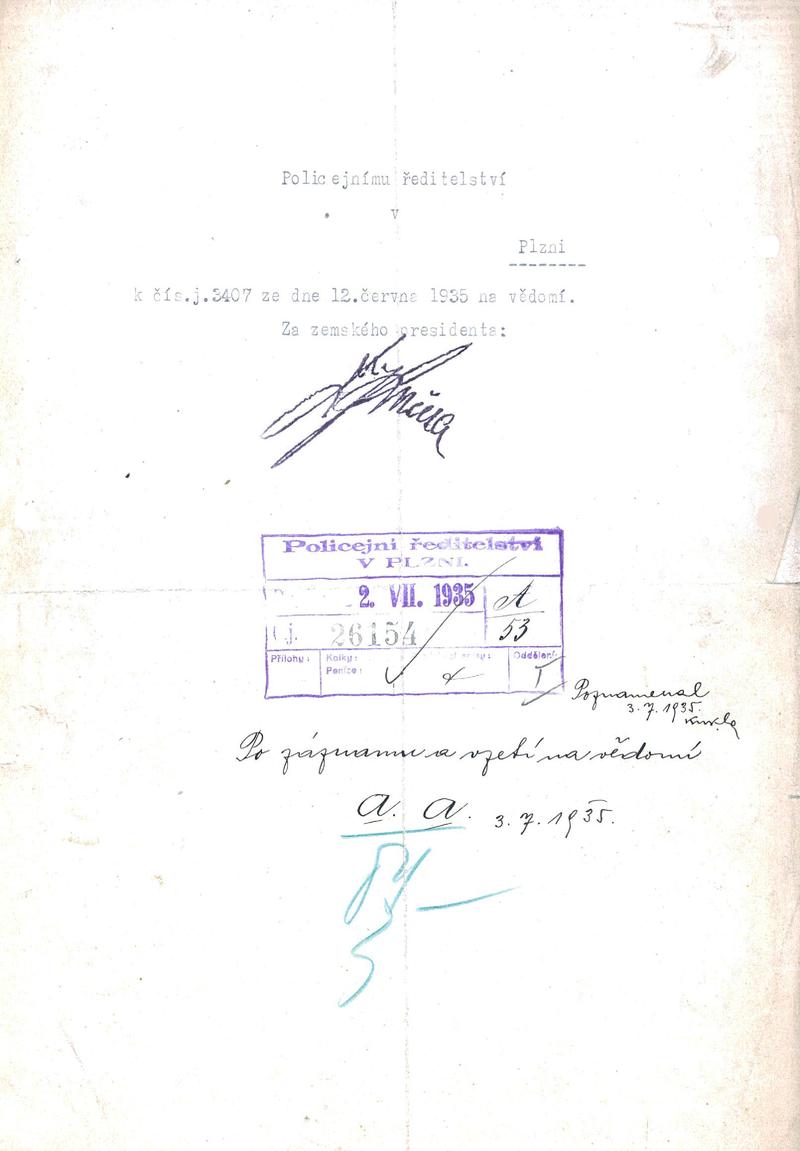 Policejnímu ředitelství
v
Plzni
k čís.j.3407 ze dne 12.června 1935 na vědomí.
Za zemského presidenta:
Policejní ředitelství
V PLZNI.
2. VII. 1935
A
Čj. 26154
53
Přílohy: Kolky: Oddělení:
Peníze: I
Poznamenal
3.7.1935.
Po záznamu a vzetí na vědomí
a. a. 3.7.1935.